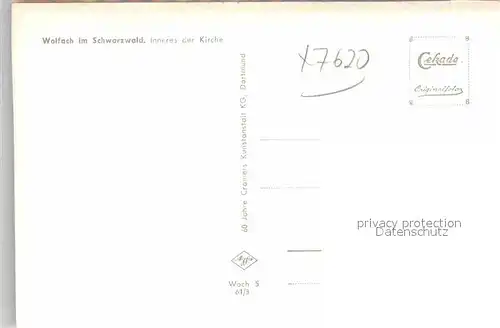 Wolfach im Schwarzwald, Inneres der Kirche
X7620
Cekade
Originalfoto
60 Jahre Cramers Kunstanstalt KG, Dortmund
privacy protection
Datenschutz
Woch S
61/3